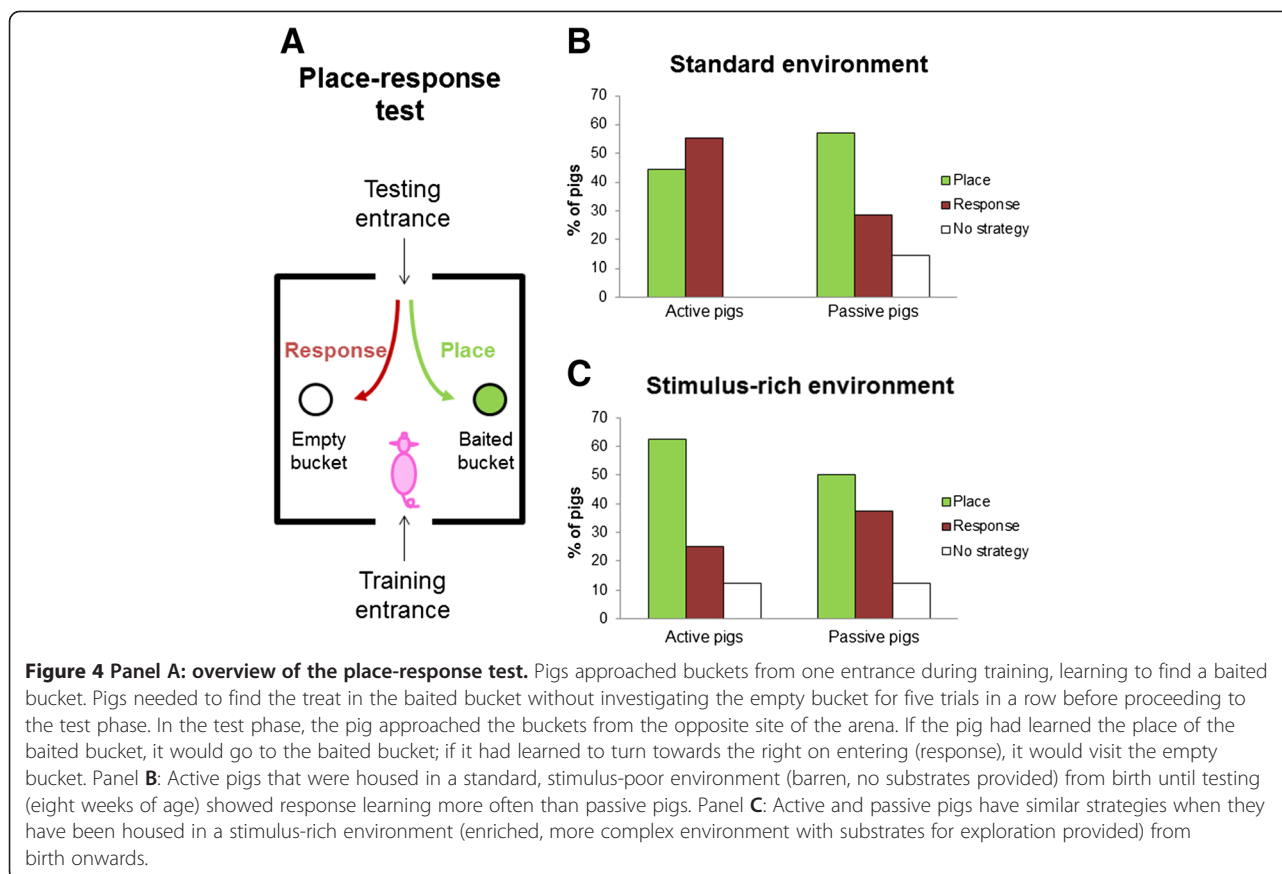 A
Place-response
test
Testing
entrance
Response
Place
Empty
bucket
Baited
bucket
Training
entrance
B
Standard environment
% of pigs
70
60
50
40
30
20
10
0
Active pigs
Passive pigs
Place
Response
No strategy
C
Stimulus-rich environment
% of pigs
70
60
50
40
30
20
10
0
Active pigs
Passive pigs
Place
Response
No strategy
Figure 4 Panel A: overview of the place-response test. Pigs approached buckets from one entrance during training, learning to find a baited
bucket. Pigs needed to find the treat in the baited bucket without investigating the empty bucket for five trials in a row before proceeding to
the test phase. In the test phase, the pig approached the buckets from the opposite site of the arena. If the pig had learned the place of the
baited bucket, it would go to the baited bucket; if it had learned to turn towards the right on entering (response), it would visit the empty
bucket. Panel B: Active pigs that were housed in a standard, stimulus-poor environment (barren, no substrates provided) from birth until testing
(eight weeks of age) showed response learning more often than passive pigs. Panel C: Active and passive pigs have similar strategies when they
have been housed in a stimulus-rich environment (enriched, more complex environment with substrates for exploration provided) from
birth onwards.